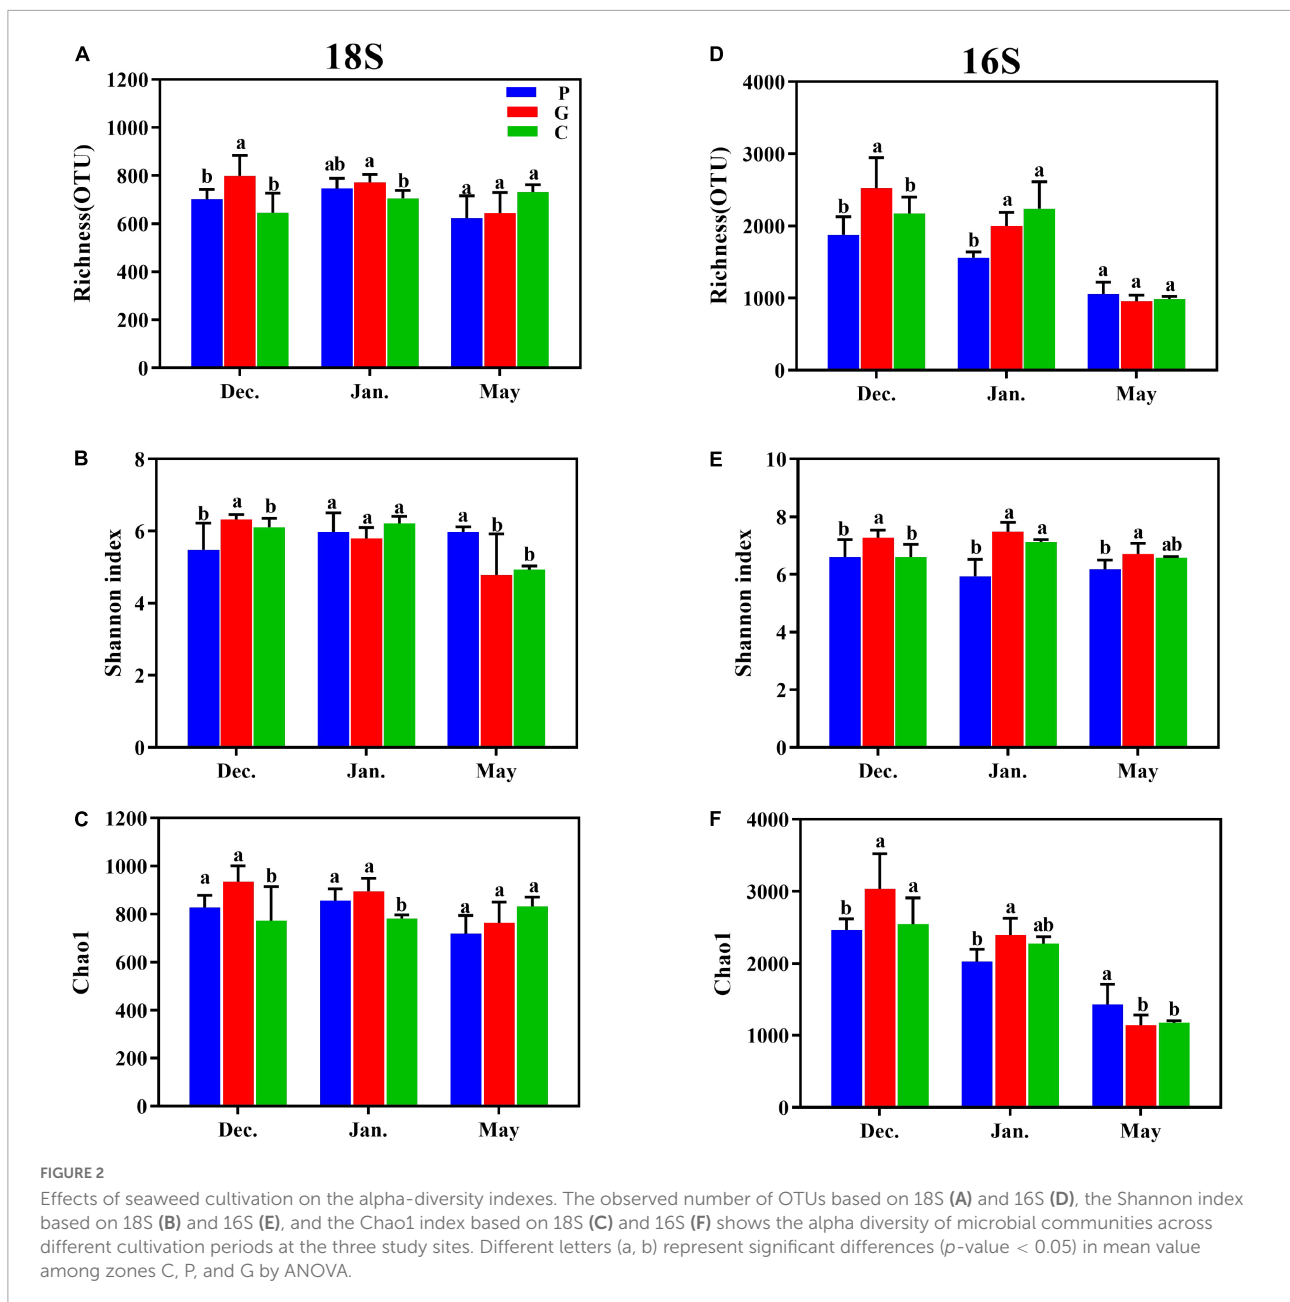 A
18S
1200
1000
800
600
400
200
0
Richness(OTU)
P
G
C
b a b
ab a b
a a a
Dec. Jan. May
D
16S
4000
3000
2000
1000
0
Richness(OTU)
b a b
b a a
a a a
Dec. Jan. May
B
8
6
4
2
0
Shannon index
b a b
a a a
a b b
Dec. Jan. May
E
10
8
6
4
2
0
Shannon index
b a b
b a a
b a ab
Dec. Jan. May
C
1200
1000
800
600
400
200
0
Chao1
a a b
a a b
a a a
Dec. Jan. May
F
4000
3000
2000
1000
0
Chao1
b a a
b a ab
a b b
Dec. Jan. May
FIGURE 2
Effects of seaweed cultivation on the alpha-diversity indexes. The observed number of OTUs based on 18S (A) and 16S (D), the Shannon index
based on 18S (B) and 16S (E), and the Chao1 index based on 18S (C) and 16S (F) shows the alpha diversity of microbial communities across
different cultivation periods at the three study sites. Different letters (a, b) represent significant differences (p-value < 0.05) in mean value
among zones C, P, and G by ANOVA.